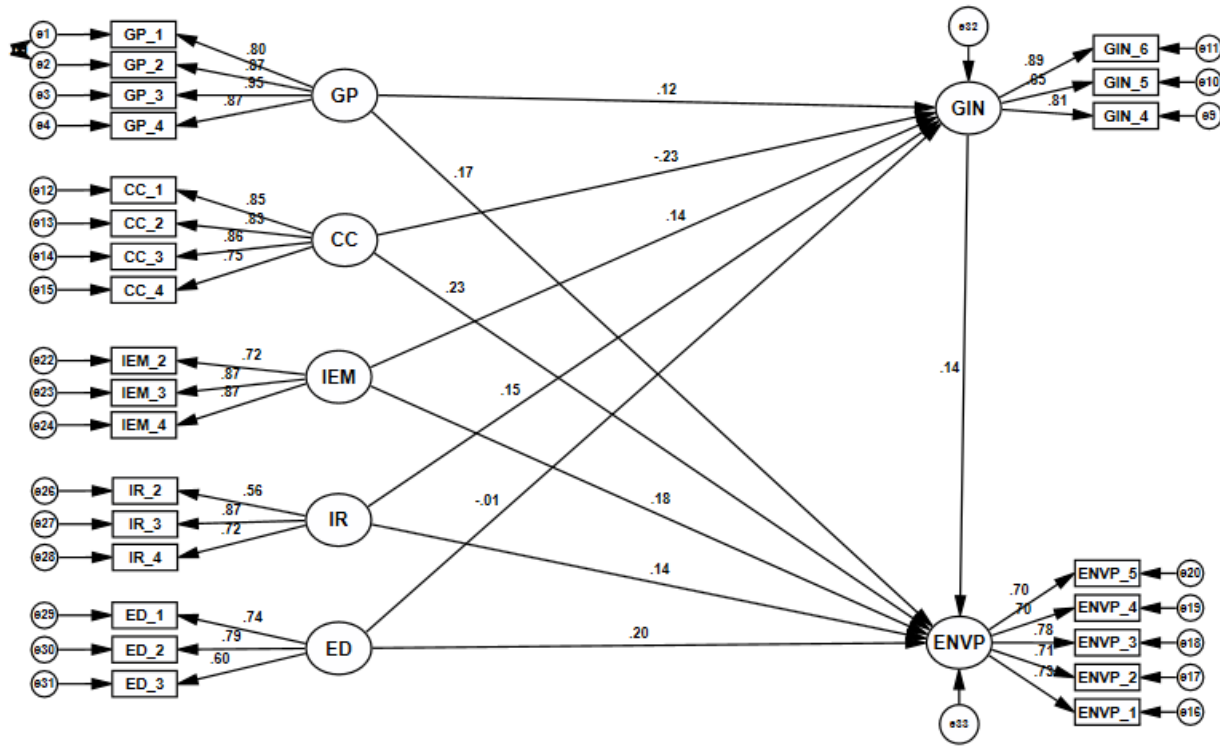 e1 GP_1 .80
e2 GP_2 .87
e3 GP_3 .95
e4 GP_4 .87
GP
.12
.17
e32
GIN
.89 GIN_6 e11
.85 GIN_5 e10
.81 GIN_4 e9
e12 CC_1 .85
e13 CC_2 .83
e14 CC_3 .86
e15 CC_4 .75
CC
-.23
.23
e22 IEM_2 .72
e23 IEM_3 .87
e24 IEM_4 .87
IEM
.14
.18
.14
e26 IR_2 .56
e27 IR_3 .87
e28 IR_4 .72
IR
.15
.14
e29 ED_1 .74
e30 ED_2 .79
e31 ED_3 .60
ED
-.01
.20
ENVP
e33
.70 ENVP_5 e20
.70 ENVP_4 e19
.78 ENVP_3 e18
.71 ENVP_2 e17
.73 ENVP_1 e16